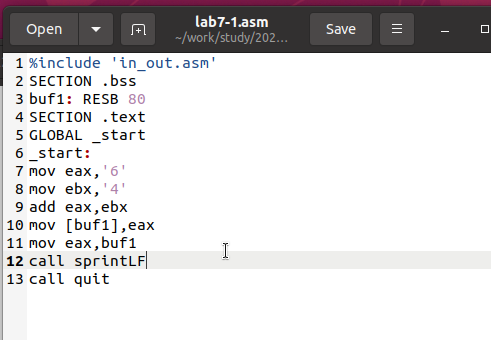 Open
lab7-1.asm
~/work/study/202...
Save
1 %include 'in_out.asm'
2 SECTION .bss
3 buf1: RESB 80
4 SECTION .text
5 GLOBAL _start
6 _start:
7 mov eax,'6'
8 mov ebx,'4'
9 add eax,ebx
10 mov [buf1],eax
11 mov eax,buf1
12 call sprintLF
13 call quit